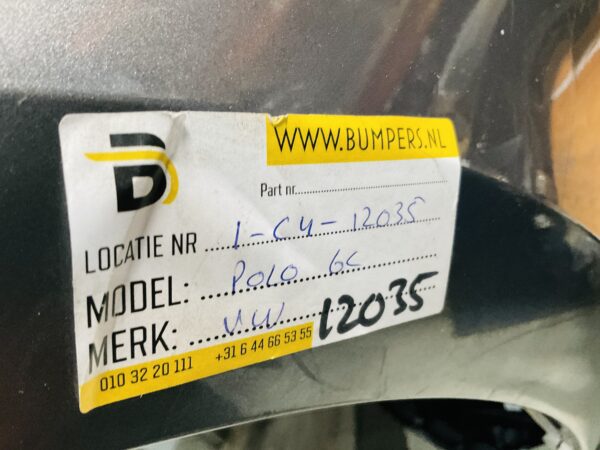 WWW.BUMPERS.NL
Part nr.
LOCATIE NR 1-C4-12035
MODEL: POLO 6C
MERK: VW 12035
010 32 20 111 +31 6 44 66 53 55